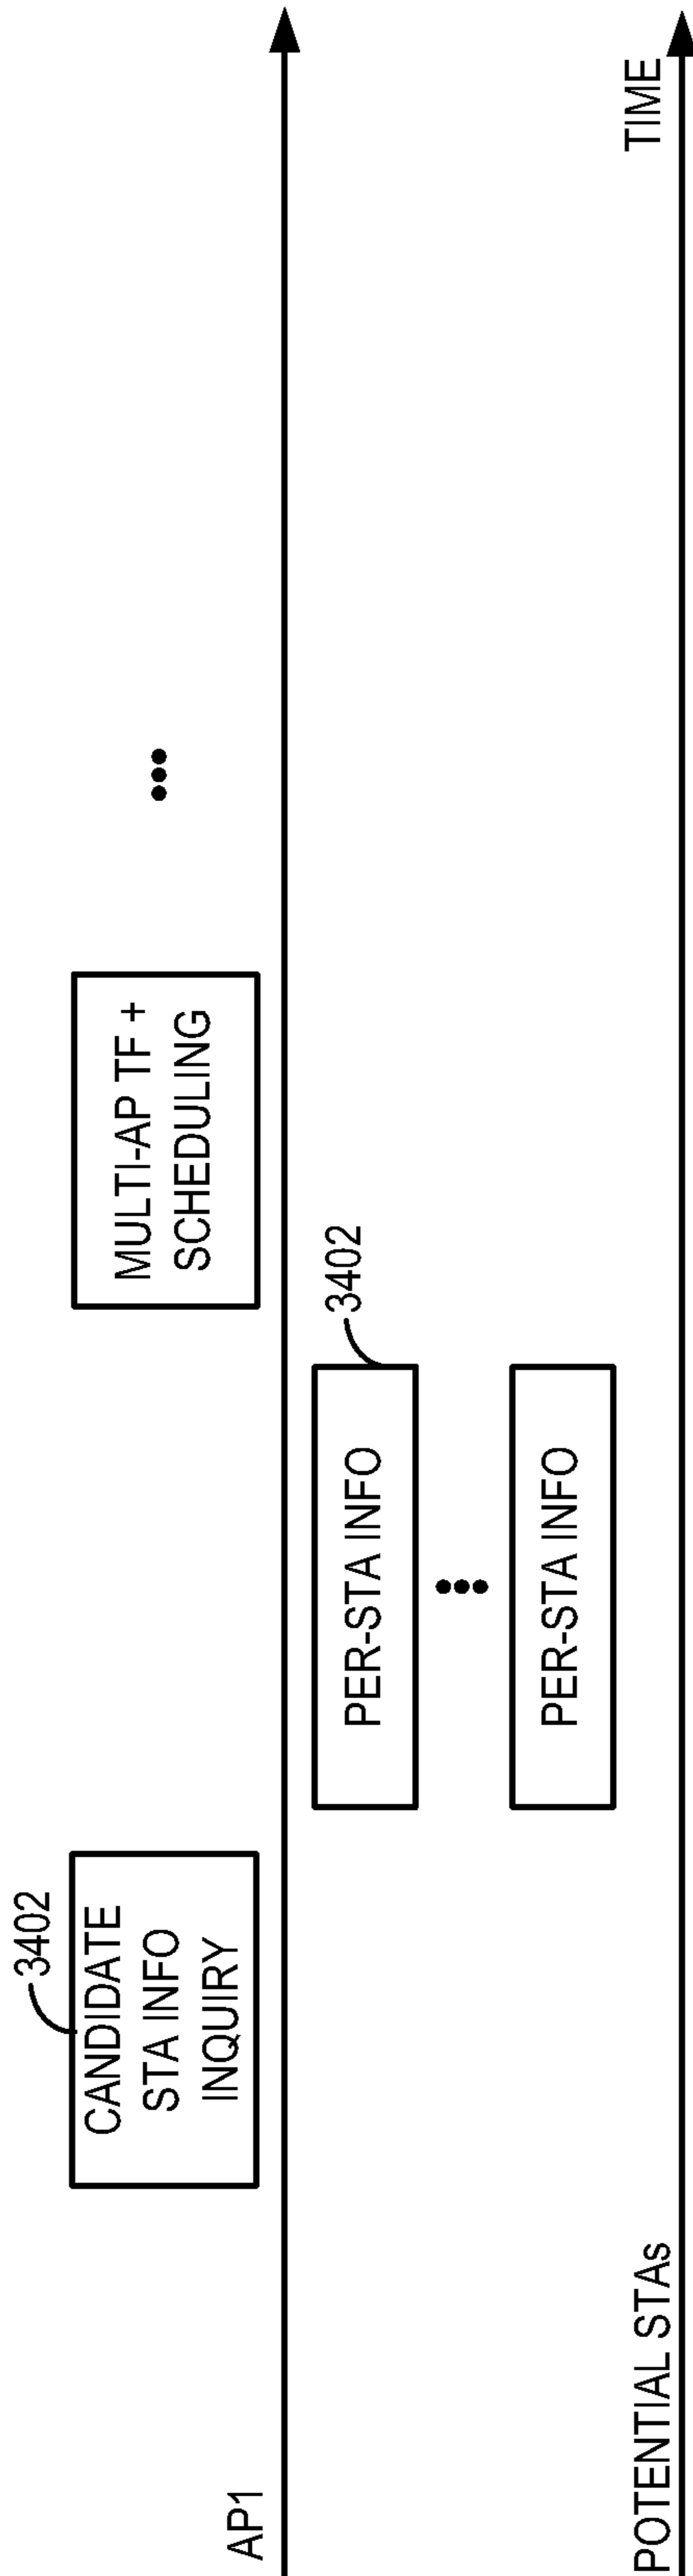 3402
CANDIDATE
STA INFO
INQUIRY
MULTI-AP TF +
SCHEDULING
AP1
PER-STA INFO
3402
PER-STA INFO
POTENTIAL STAs
TIME